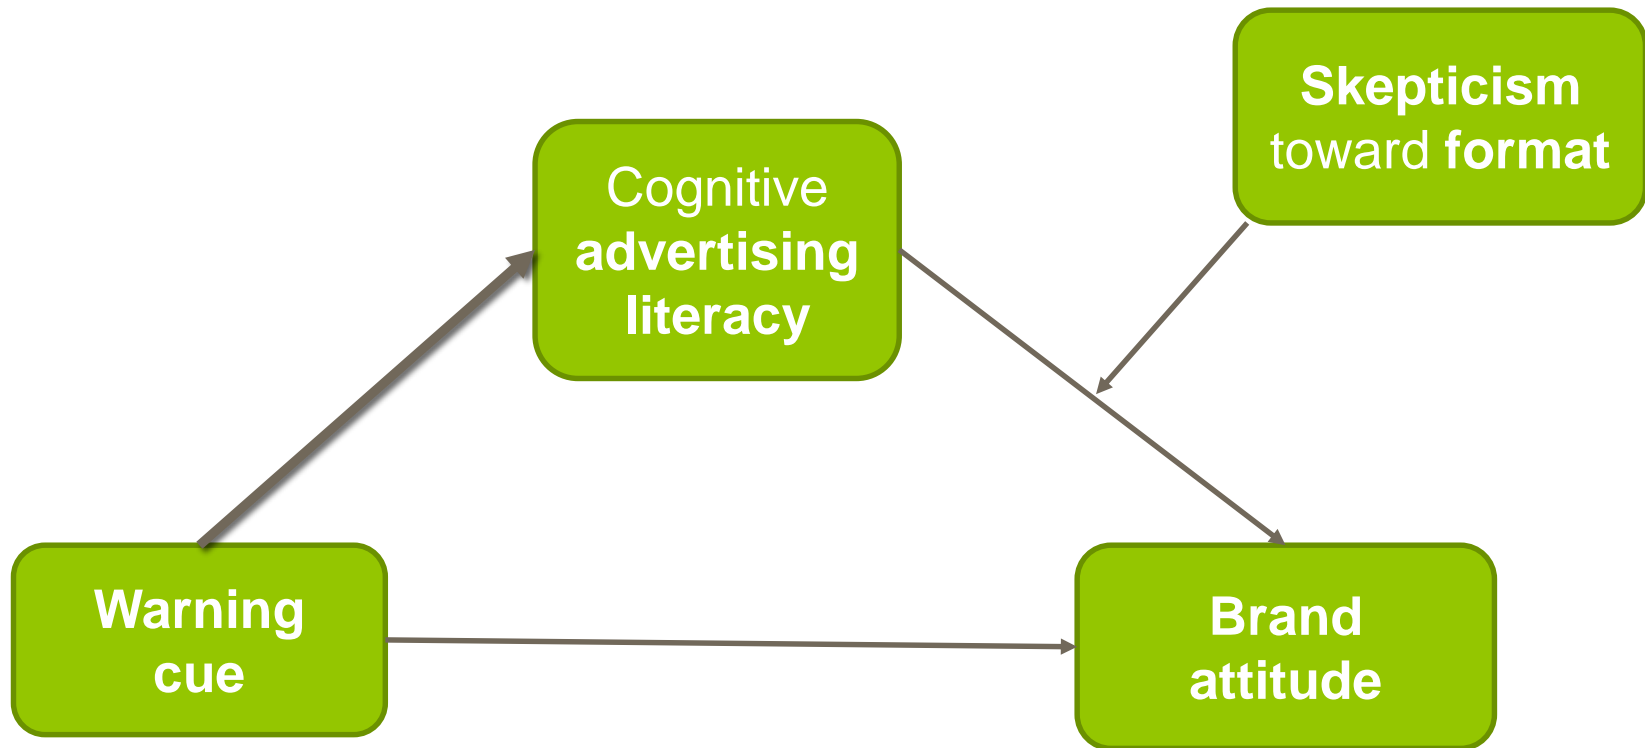 Skepticism
toward format
Cognitive
advertising
literacy
Warning
cue
Brand
attitude